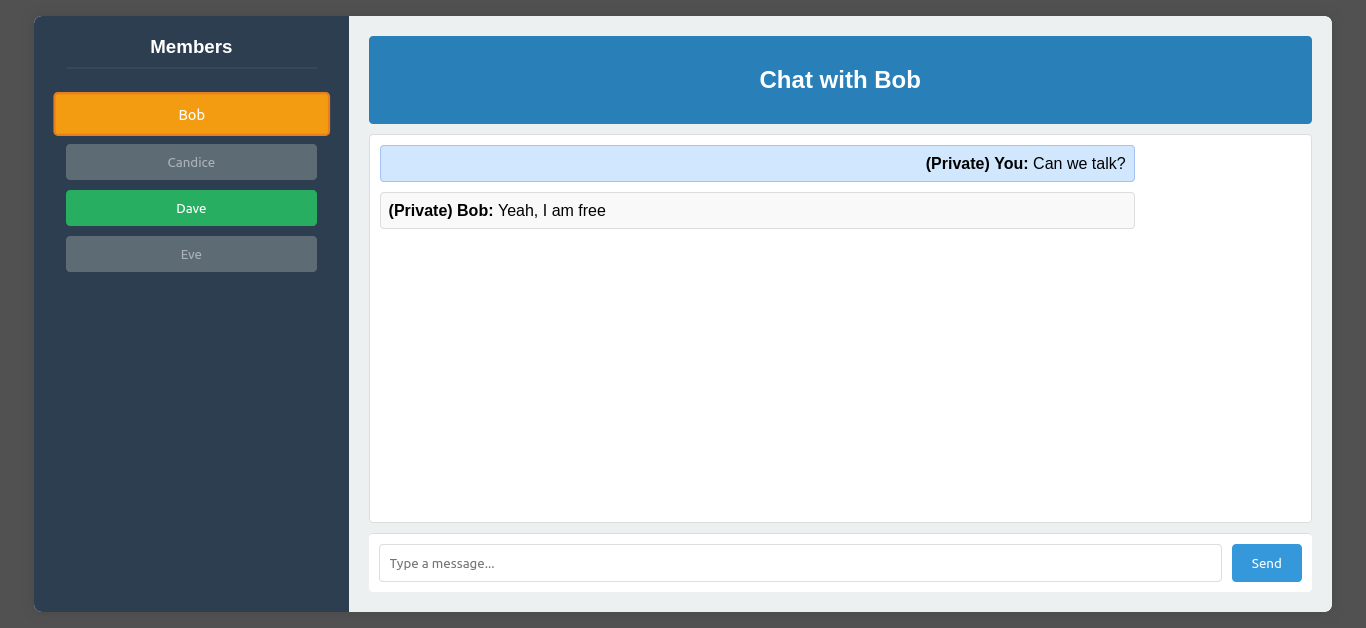 Members
Bob
Candice
Dave
Eve
Chat with Bob
(Private) You: Can we talk?
(Private) Bob: Yeah, I am free
Type a message...
Send